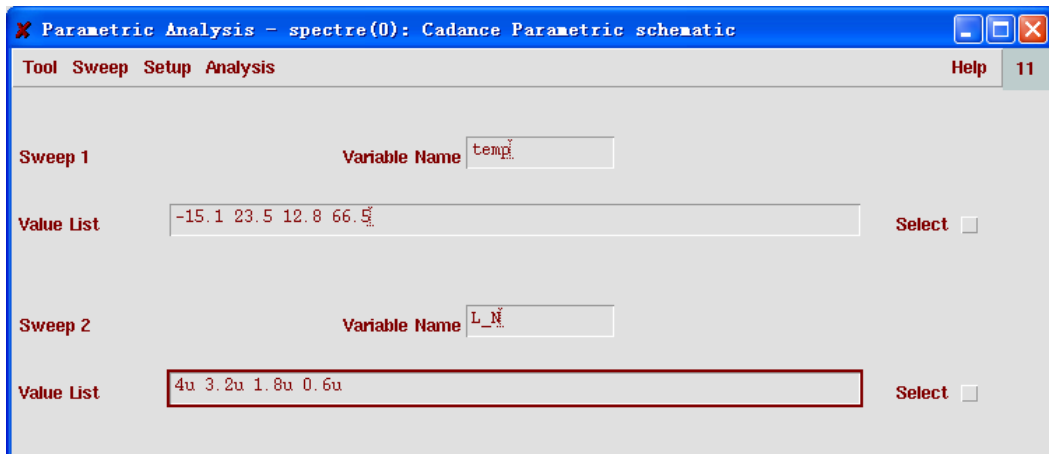 Parametric Analysis - spectre(0): Cadance Parametric schematic
Tool Sweep Setup Analysis Help 11
Sweep 1 Variable Name temp
Value List -15.1 23.5 12.8 66.5 Select
Sweep 2 Variable Name L_N
Value List 4u 3.2u 1.8u 0.6u Select